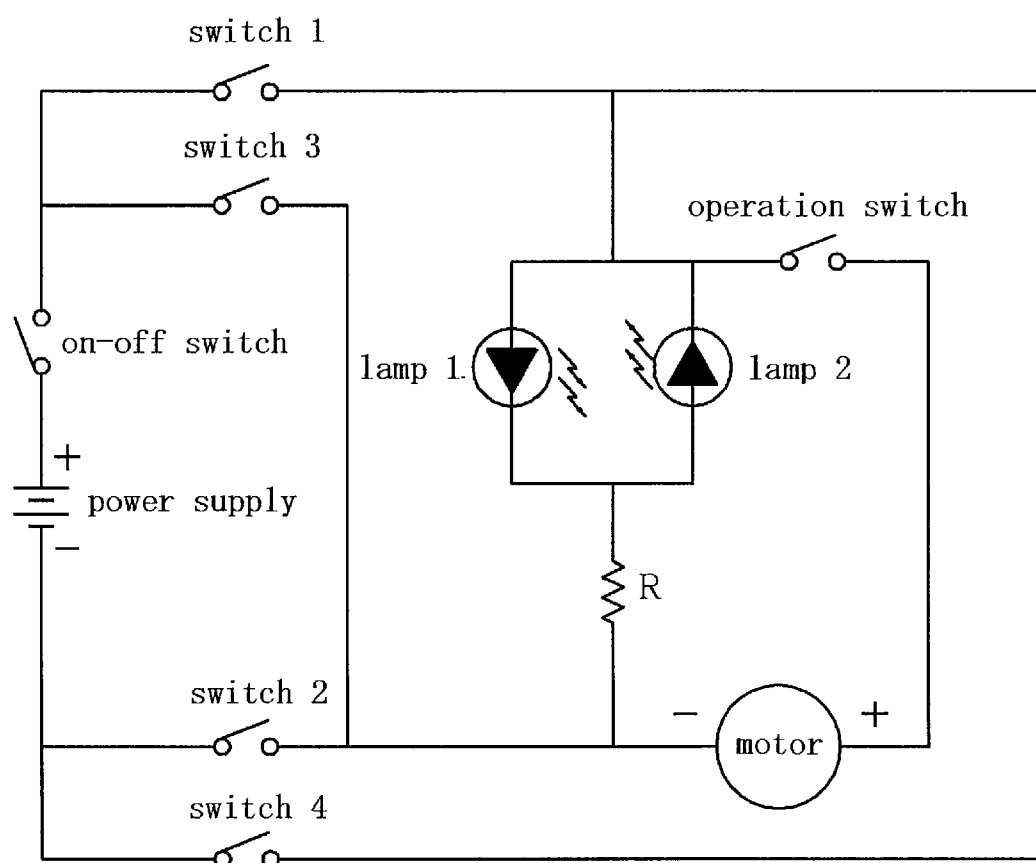 switch 1
switch 3
operation switch
on-off switch
lamp 1
lamp 2
+
power supply
−
R
switch 2
− +
motor
switch 4